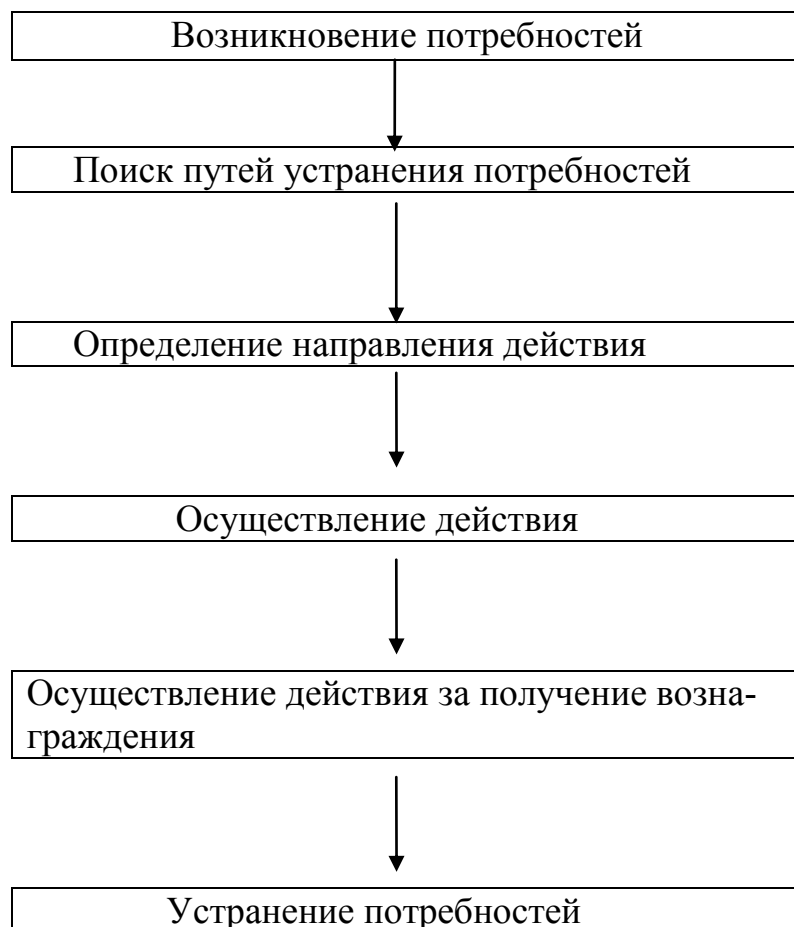 Возникновение потребностей
Поиск путей устранения потребностей
Определение направления действия
Осуществление действия
Осуществление действия за получение возна-
граждения
Устранение потребностей